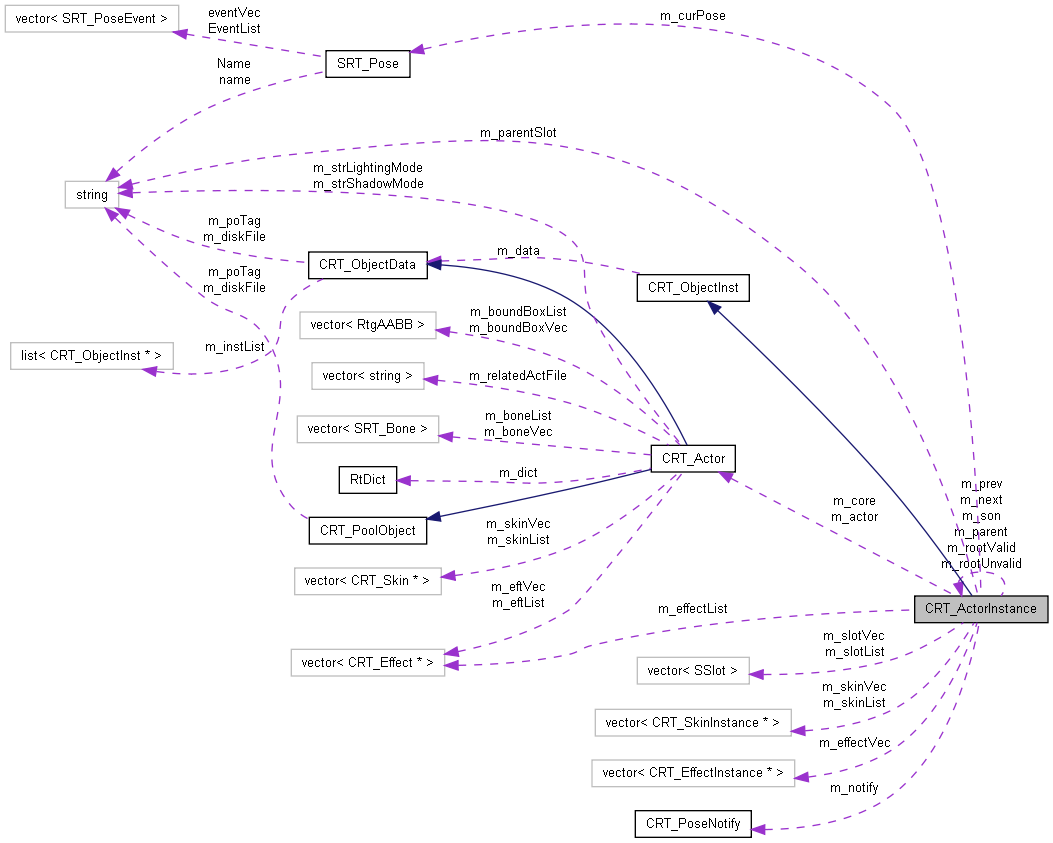 vector< SRT_PoseEvent >
eventVec
EventList
m_curPose
SRT_Pose
Name
name
m_parentSlot
m_strLightingMode
m_strShadowMode
string
m_poTag
m_diskFile
m_data
CRT_ObjectData
CRT_ObjectInst
m_poTag
m_diskFile
m_boundBoxList
m_boundBoxVec
vector< RtgAABB >
m_instList
list< CRT_ObjectInst * >
vector< string >
m_relatedActFile
m_boneList
m_boneVec
vector< SRT_Bone >
CRT_Actor
m_dict
RtDict
m_prev
m_next
m_son
m_parent
m_rootValid
m_rootUnvalid
m_core
m_actor
CRT_PoolObject
m_skinVec
m_skinList
vector< CRT_Skin * >
m_eftVec
m_eftList
CRT_ActorInstance
m_effectList
vector< CRT_Effect * >
m_slotVec
m_slotList
vector< SSlot >
m_skinVec
m_skinList
vector< CRT_SkinInstance * >
m_effectVec
vector< CRT_EffectInstance * >
m_notify
CRT_PoseNotify